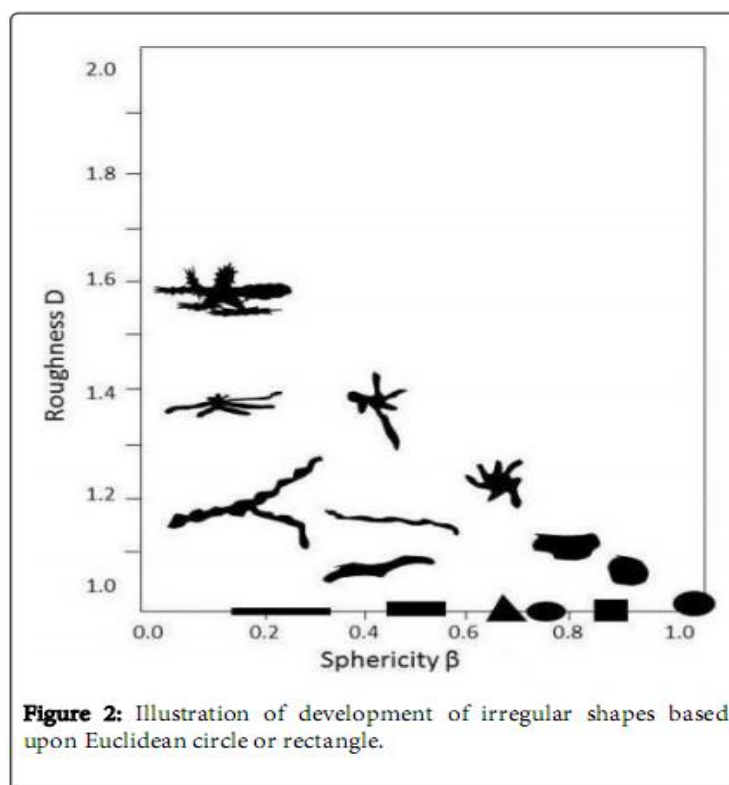 2.0
1.8
1.6
1.4
1.2
1.0
Roughness D
0.0 0.2 0.4 0.6 0.8 1.0
Sphericity β
Figure 2: Illustration of development of irregular shapes based
upon Euclidean circle or rectangle.